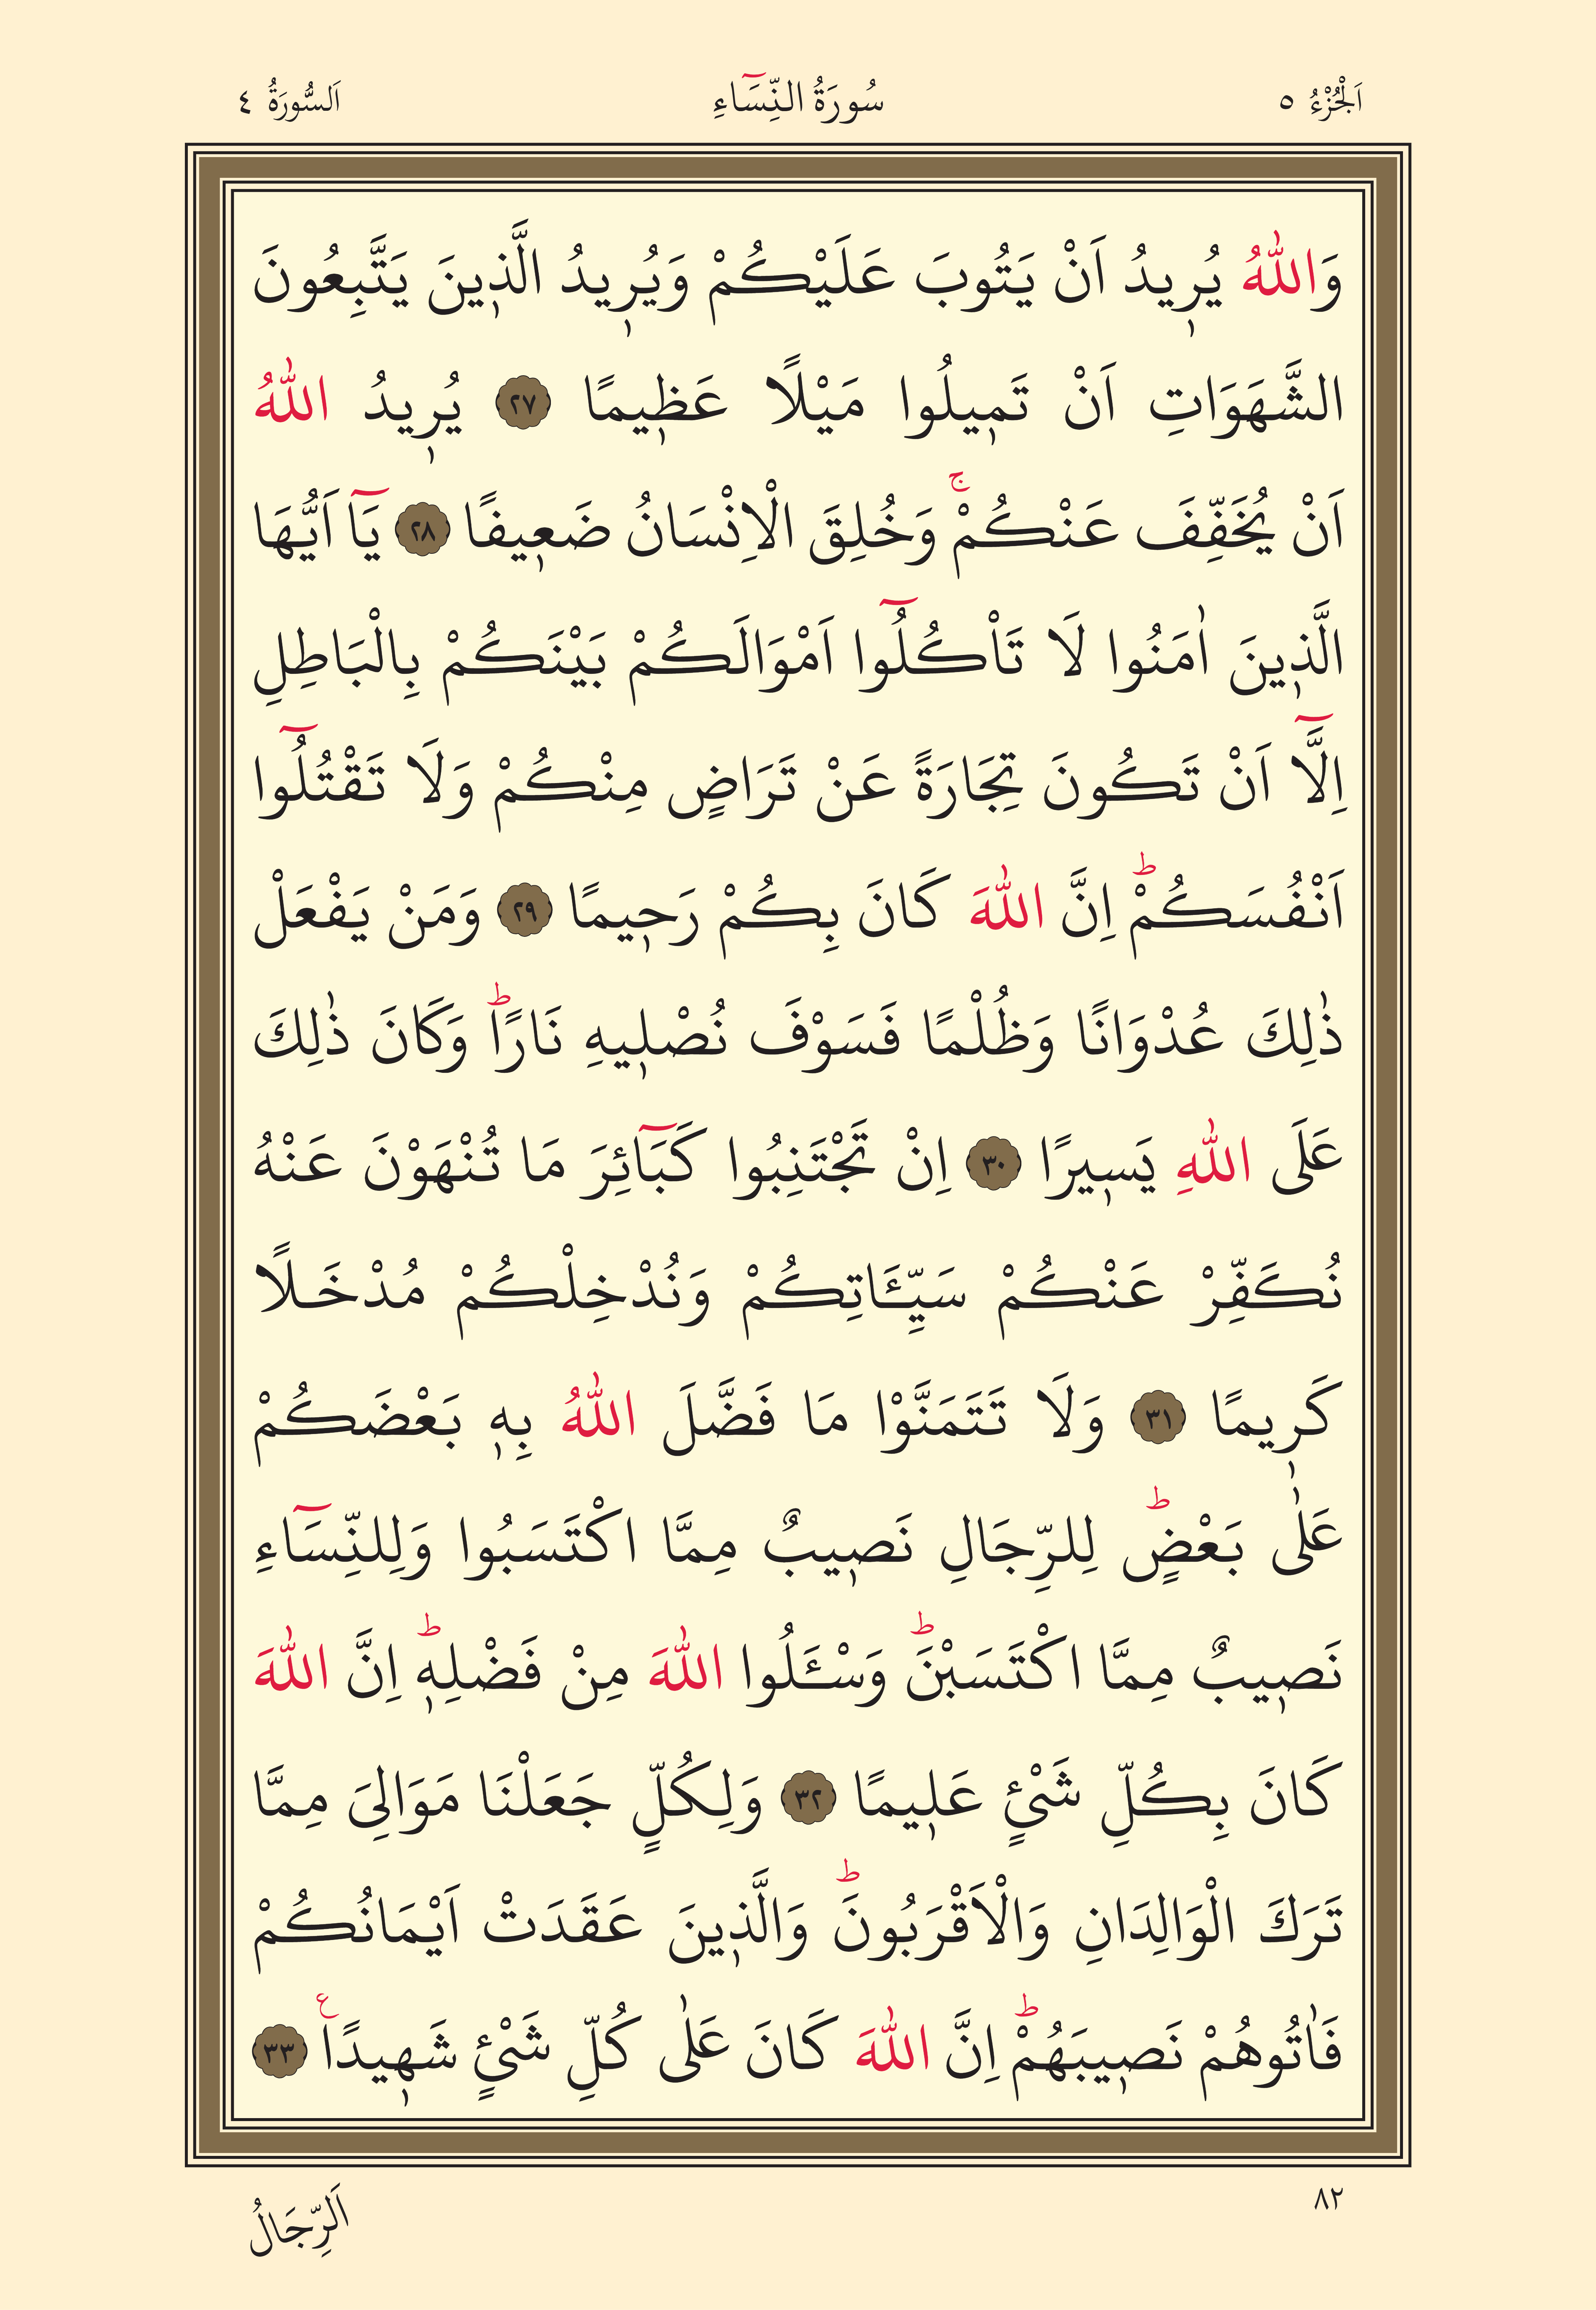 اَلْجُزْءُ ٥
سُورَةُ النِّسَٓاءِ
اَلسُّورَةُ ٤
وَاللّٰهُ يُر۪يدُ اَنْ يَتُوبَ عَلَيْكُمْ وَيُر۪يدُ الَّذ۪ينَ يَتَّبِعُونَ
الشَّهَوَاتِ اَنْ تَم۪يلُوا مَيْلًا عَظ۪يمًا ٢٧ يُر۪يدُ اللّٰهُ
اَنْ يُخَفِّفَ عَنْكُمْۚ وَخُلِقَ الْاِنْسَانُ ضَع۪يفًا ٢٨ يَٓا اَيُّهَا
الَّذ۪ينَ اٰمَنُوا لَا تَاْكُلُٓوا اَمْوَالَكُمْ بَيْنَكُمْ بِالْبَاطِلِ
اِلَّٓا اَنْ تَكُونَ تِجَارَةً عَنْ تَرَاضٍ مِنْكُمْ وَلَا تَقْتُلُٓوا
اَنْفُسَكُمْۜ اِنَّ اللّٰهَ كَانَ بِكُمْ رَح۪يمًا ٢٩ وَمَنْ يَفْعَلْ
ذٰلِكَ عُدْوَانًا وَظُلْمًا فَسَوْفَ نُصْل۪يهِ نَارًاۜ وَكَانَ ذٰلِكَ
عَلَى اللّٰهِ يَس۪يرًا ٣٠ اِنْ تَجْتَنِبُوا كَبَٓائِرَ مَا تُنْهَوْنَ عَنْهُ
نُكَفِّرْ عَنْكُمْ سَيِّـَٔاتِكُمْ وَنُدْخِلْكُمْ مُدْخَلًا
كَر۪يمًا ٣١ وَلَا تَتَمَنَّوْا مَا فَضَّلَ اللّٰهُ بِه۪ بَعْضَكُمْ
عَلٰى بَعْضٍۜ لِلرِّجَالِ نَص۪يبٌ مِمَّا اكْتَسَبُوا وَلِلنِّسَٓاءِ
نَص۪يبٌ مِمَّا اكْتَسَبْنَۜ وَسْـَٔلُوا اللّٰهَ مِنْ فَضْلِه۪ۜ اِنَّ اللّٰهَ
كَانَ بِكُلِّ شَيْئٍ عَل۪يمًا ٣٢ وَلِكُلٍّ جَعَلْنَا مَوَالِيَ مِمَّا
تَرَكَ الْوَالِدَانِ وَالْاَقْرَبُونَۜ وَالَّذ۪ينَ عَقَدَتْ اَيْمَانُكُمْ
فَاٰتُوهُمْ نَص۪يبَهُمْۜ اِنَّ اللّٰهَ كَانَ عَلٰى كُلِّ شَيْئٍ شَه۪يدًاع ٣٣
٨٢
اَلرِّجَالُ